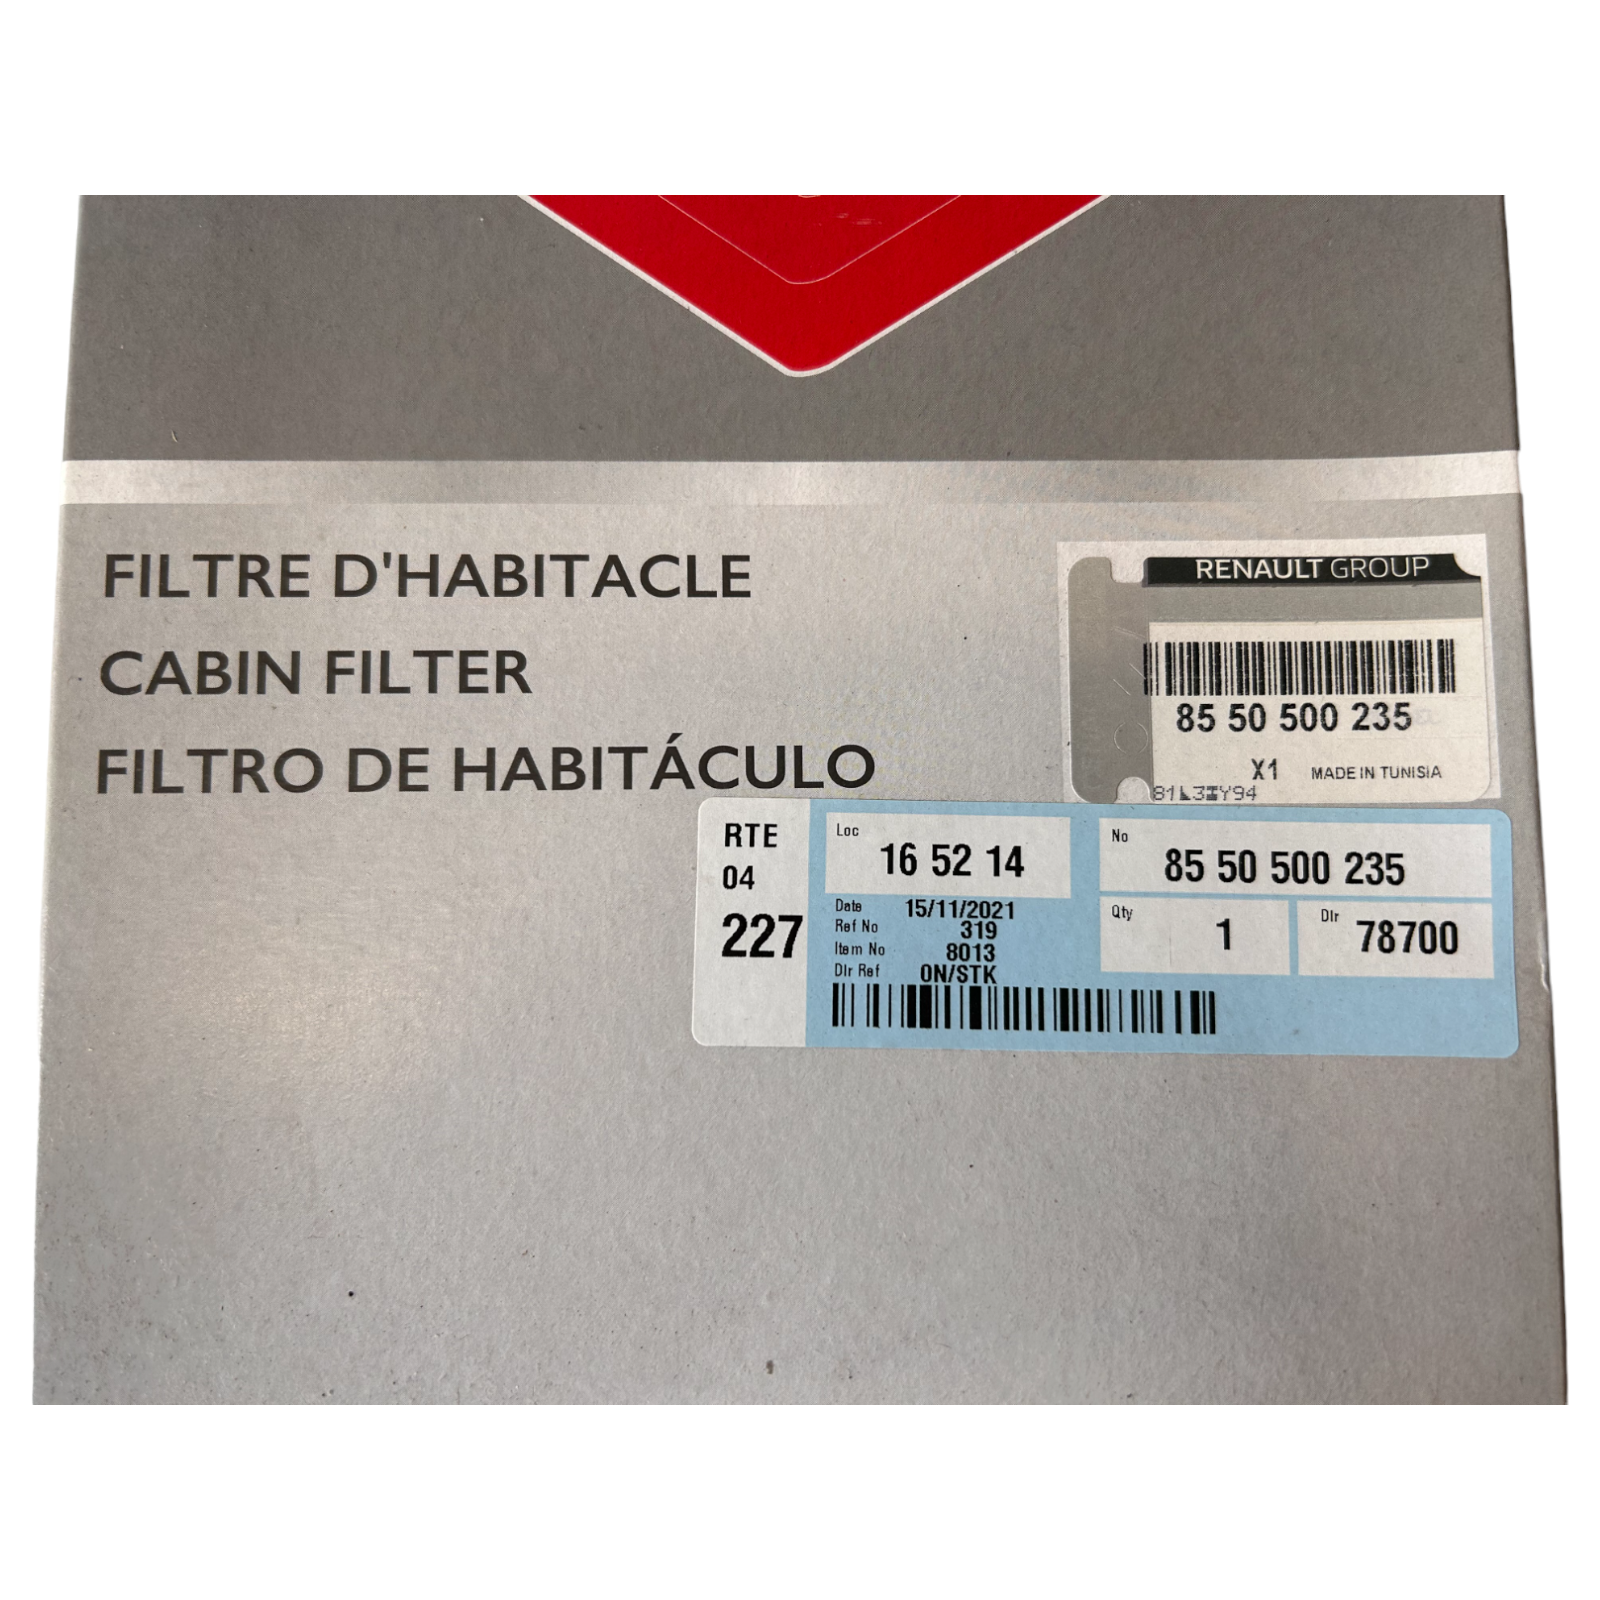 FILTRE D'HABITACLE
CABIN FILTER
FILTRO DE HABITÁCULO
RENAULT GROUP
85 50 500 235
X1 MADE IN TUNISIA
RTE
04
227
Loc
16 52 14
Date 15/11/2021
Ref No 319
Item No 8013
Dlr Ref ON/STK
No
85 50 500 235
Qty
1
Dlr
78700